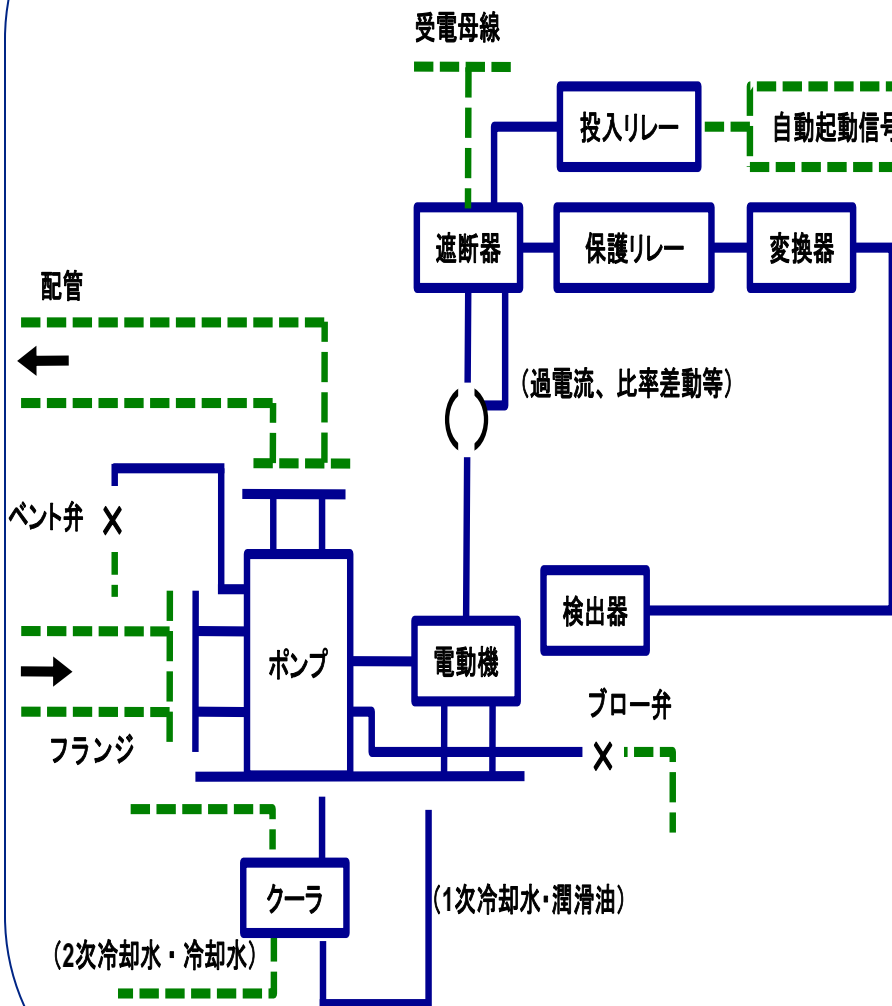 受電母線
投入リレー
自動起動信号
遮断器
保護リレー
変換器
配管
（過電流、比率差動等）
ベント弁
検出器
ポンプ
電動機
ブロー弁
フランジ
クーラ
（1次冷却水・潤滑油）
（2次冷却水・冷却水）